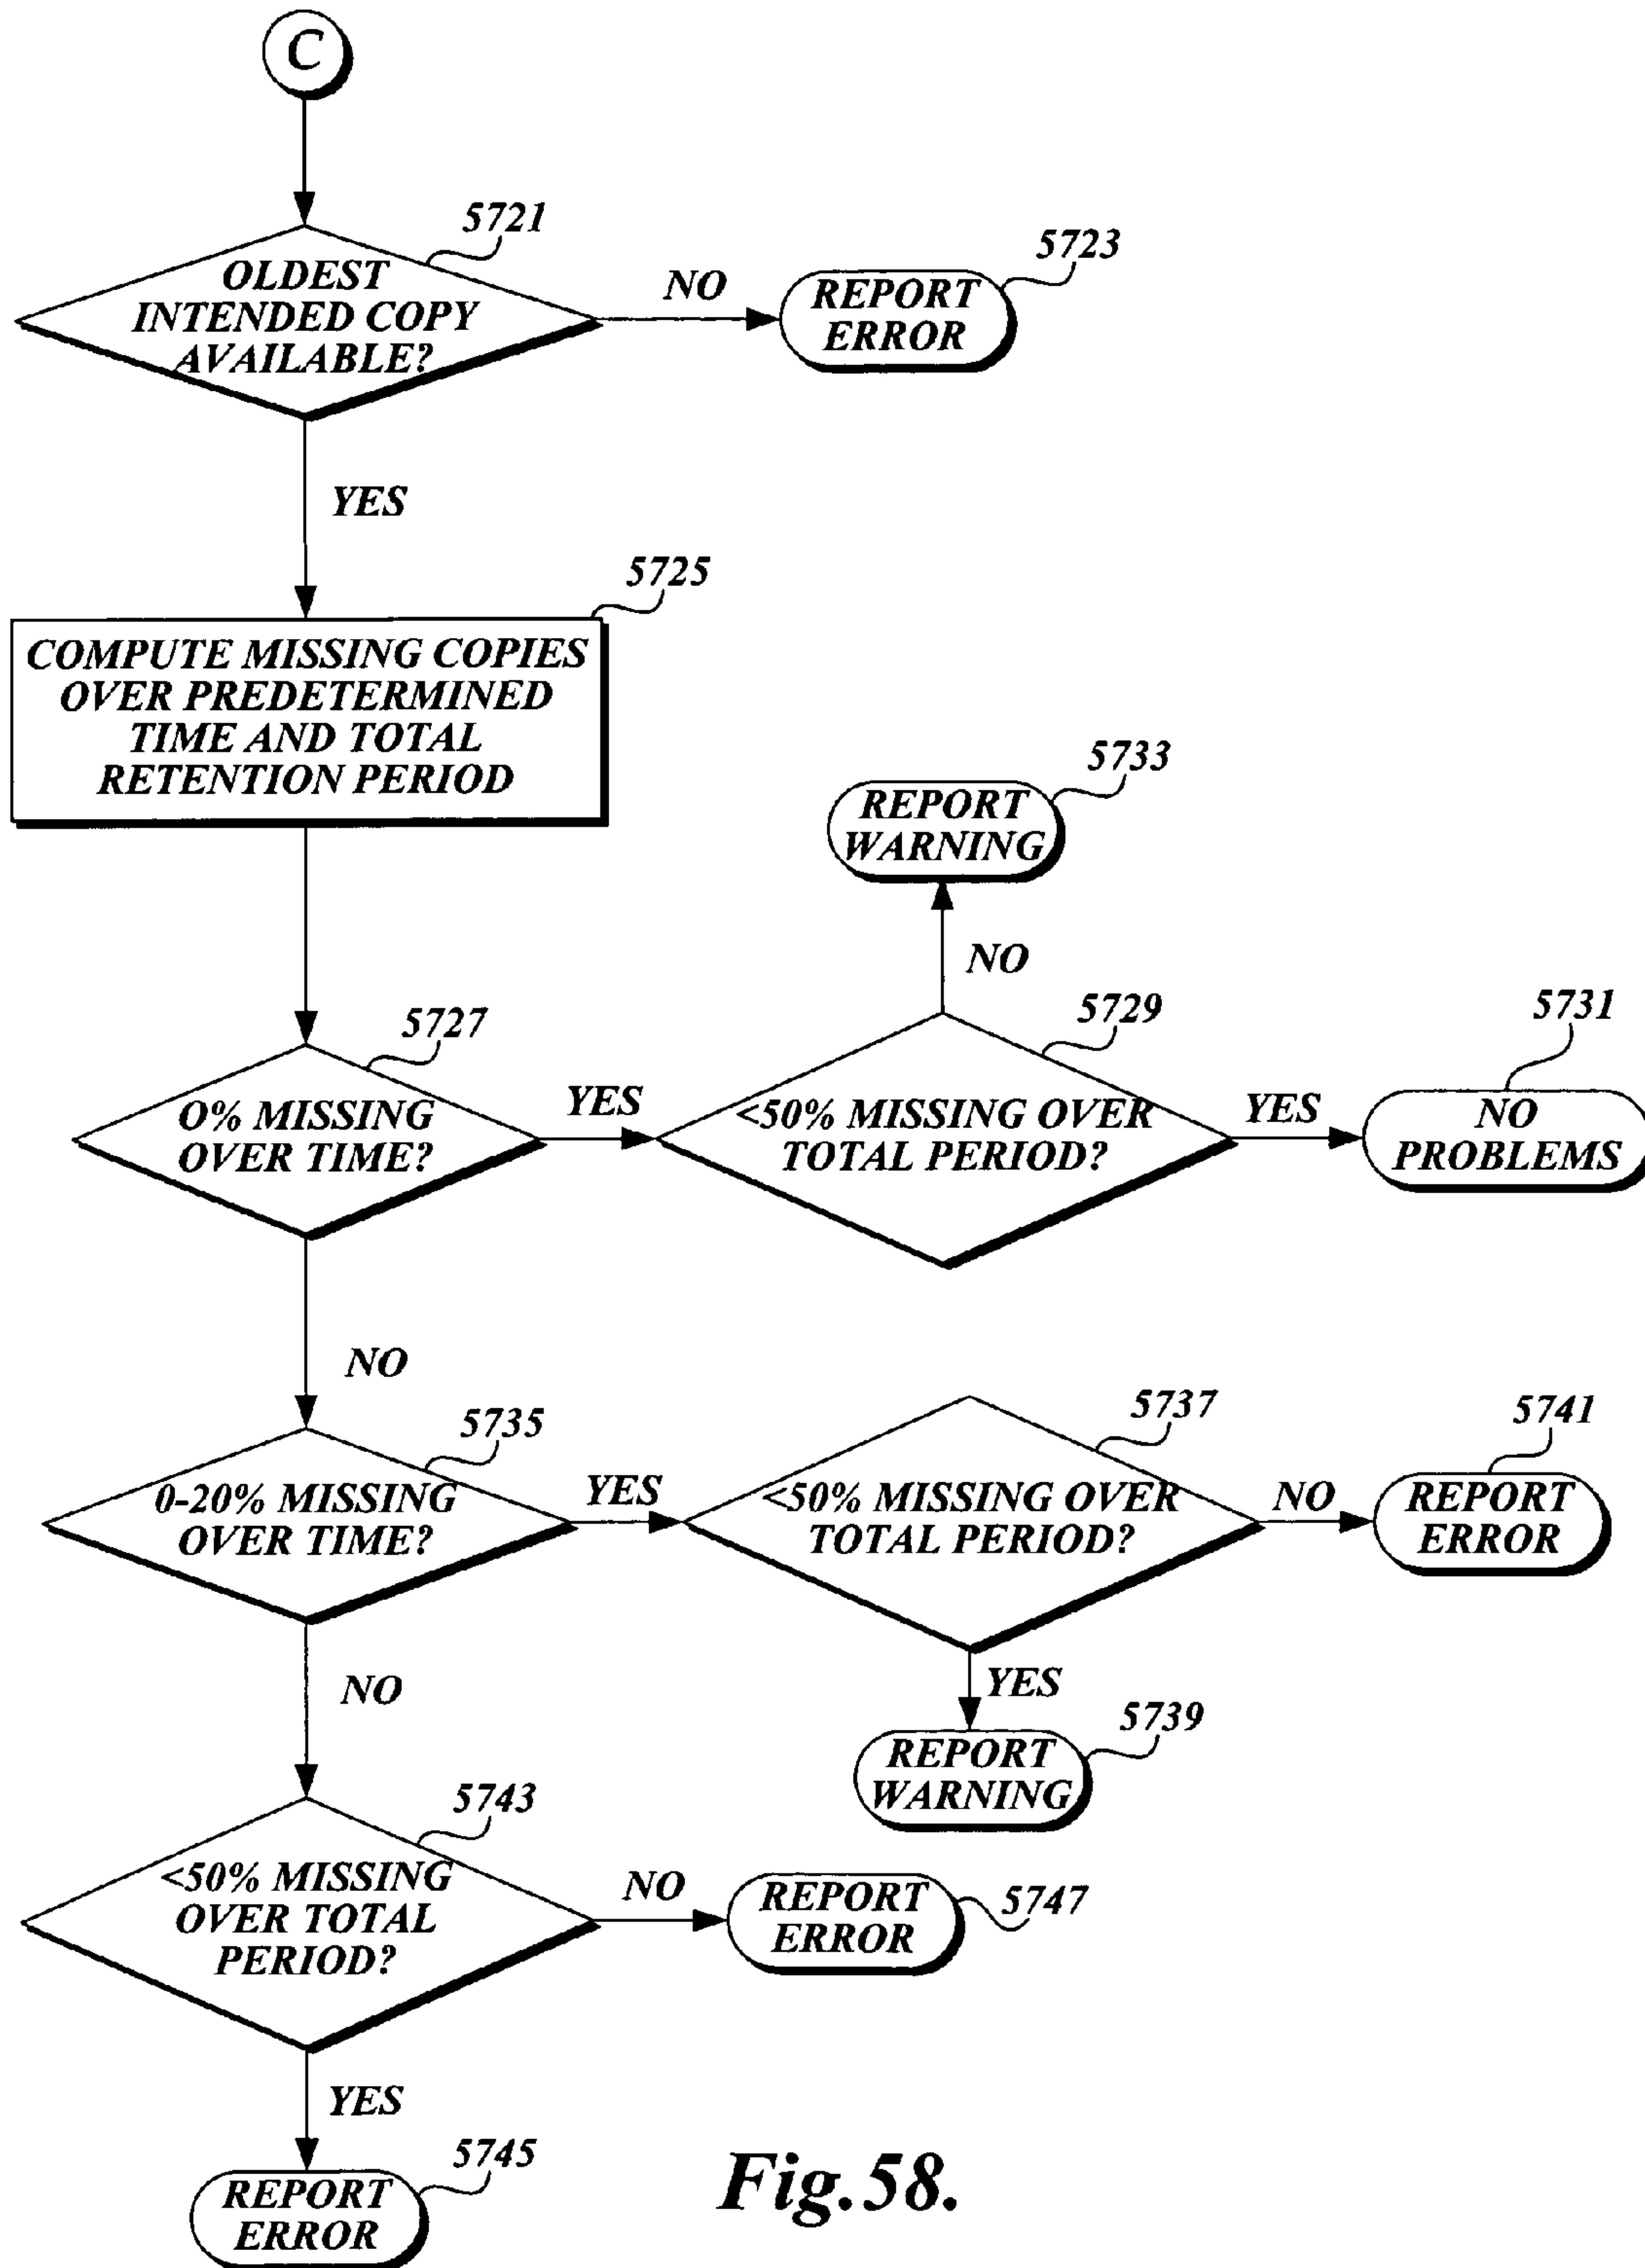 C
5721
OLDEST
INTENDED COPY
AVAILABLE?
NO
5723
REPORT
ERROR
YES
5725
COMPUTE MISSING COPIES
OVER PREDETERMINED
TIME AND TOTAL
RETENTION PERIOD
5733
REPORT
WARNING
NO
5727
O% MISSING
OVER TIME?
YES
5729
<50% MISSING OVER
TOTAL PERIOD?
YES
5731
NO
PROBLEMS
NO
5735
0-20% MISSING
OVER TIME?
YES
5737
<50% MISSING OVER
TOTAL PERIOD?
NO
5741
REPORT
ERROR
YES
5739
REPORT
WARNING
NO
5743
<50% MISSING
OVER TOTAL
PERIOD?
NO
5747
REPORT
ERROR
YES
5745
REPORT
ERROR
Fig.58.